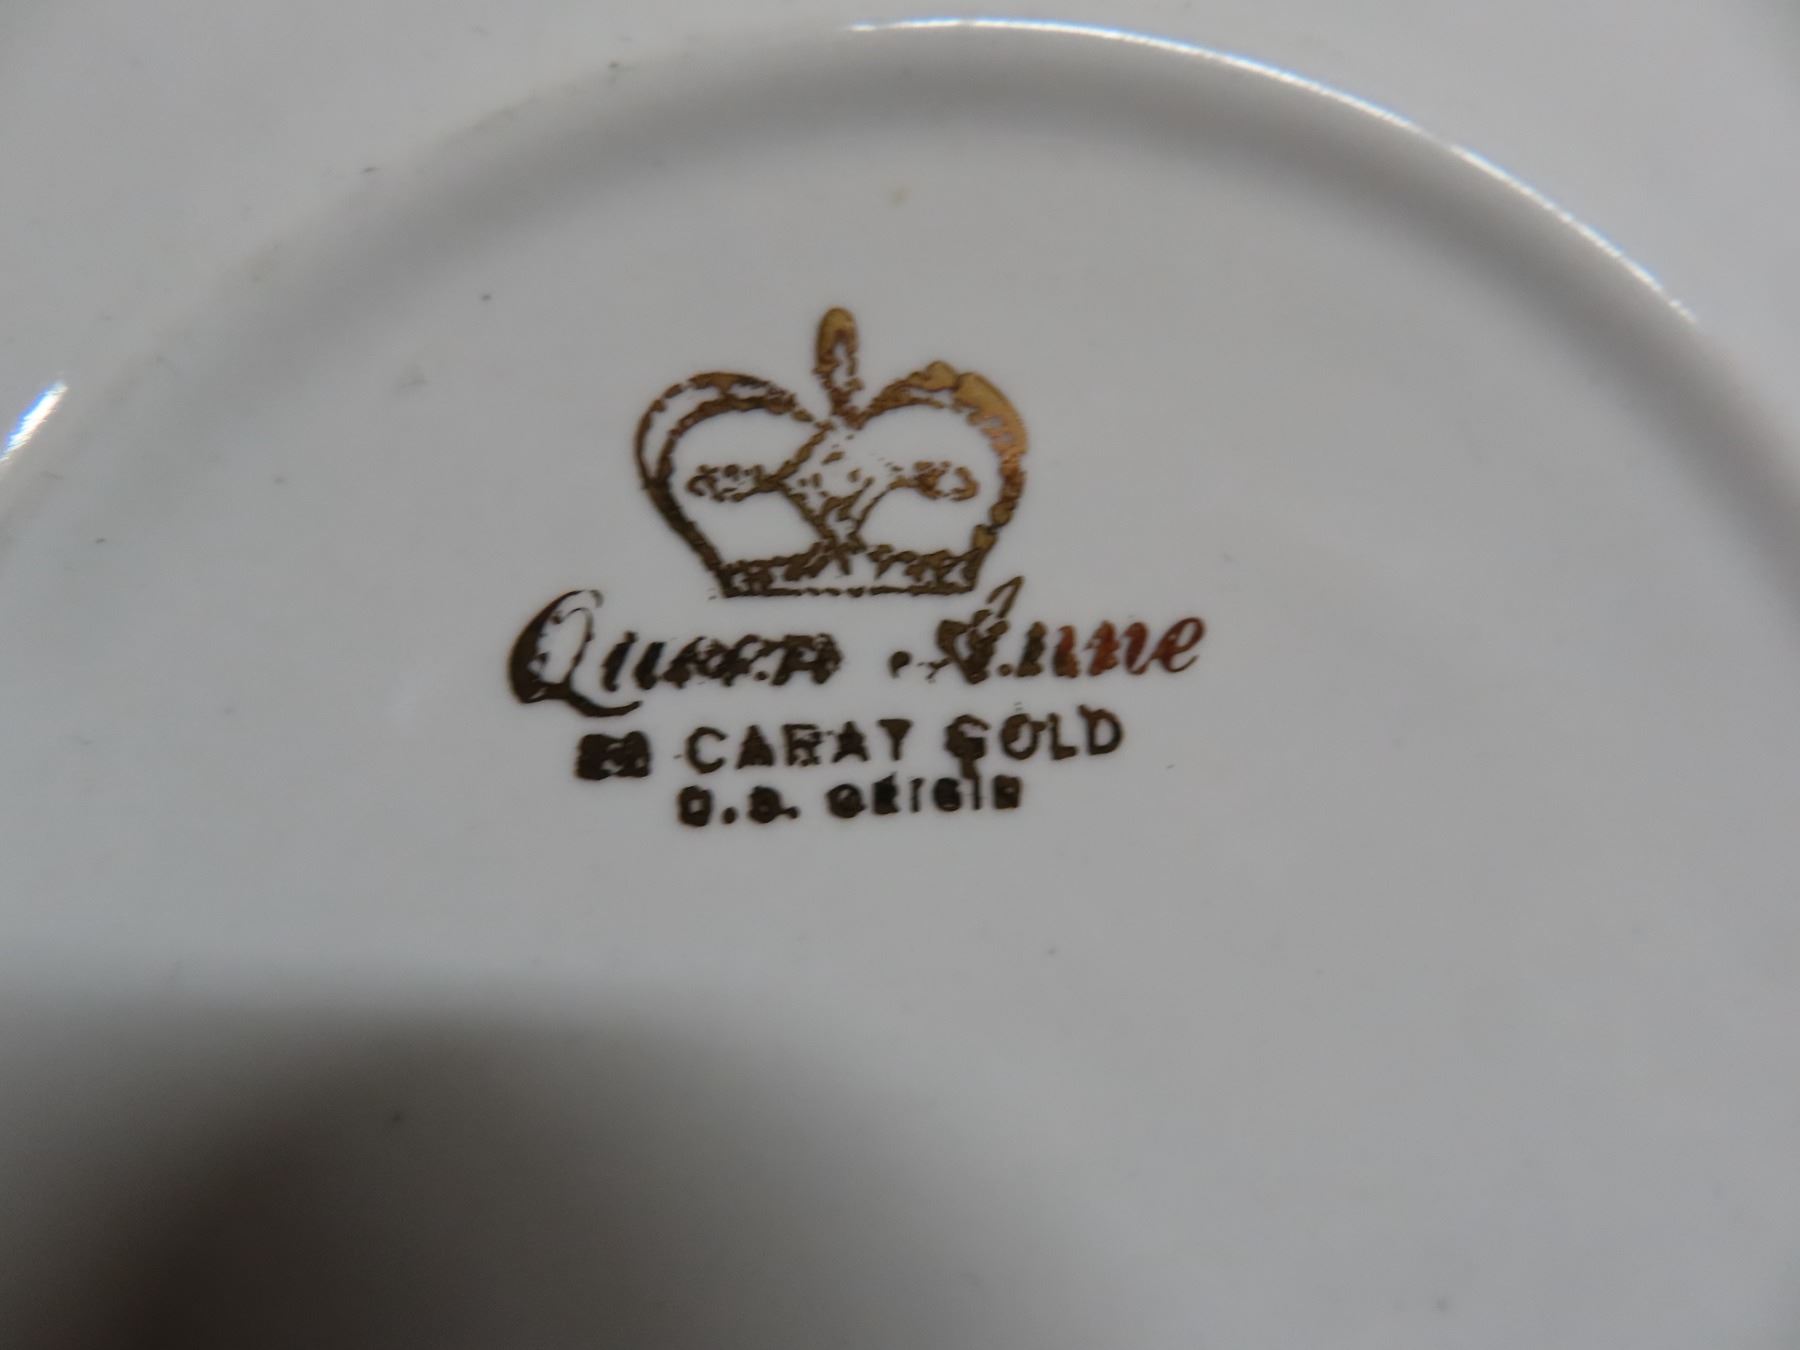 Queen Anne
CARAT GOLD
ORIGIN